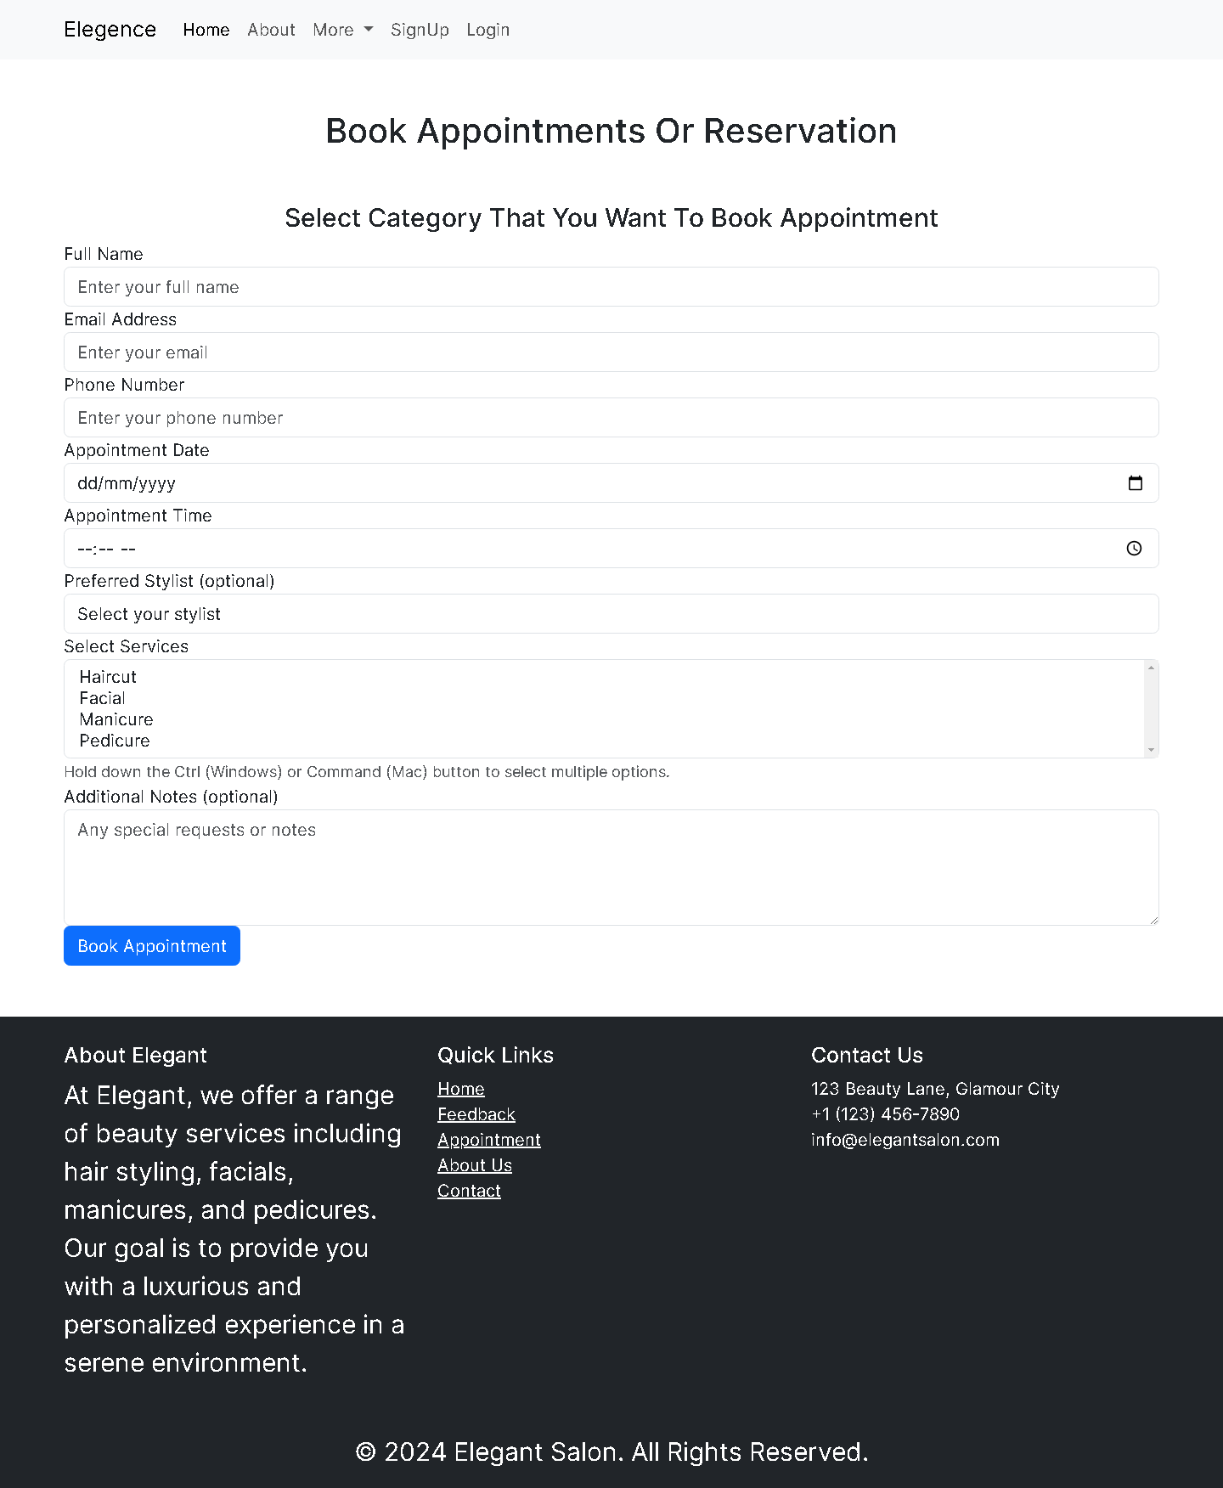 Elegence Home About More SignUp Login
Book Appointments Or Reservation
Select Category That You Want To Book Appointment
Full Name
Enter your full name
Email Address
Enter your email
Phone Number
Enter your phone number
Appointment Date
dd/mm/yyyy
Appointment Time
--:-- --
Preferred Stylist (optional)
Select your stylist
Select Services
Haircut
Facial
Manicure
Pedicure
Hold down the Ctrl (Windows) or Command (Mac) button to select multiple options.
Additional Notes (optional)
Any special requests or notes
Book Appointment
About Elegant
At Elegant, we offer a range
of beauty services including
hair styling, facials,
manicures, and pedicures.
Our goal is to provide you
with a luxurious and
personalized experience in a
serene environment.
Quick Links
Home
Feedback
Appointment
About Us
Contact
Contact Us
123 Beauty Lane, Glamour City
+1 (123) 456-7890
info@elegantsalon.com
© 2024 Elegant Salon. All Rights Reserved.